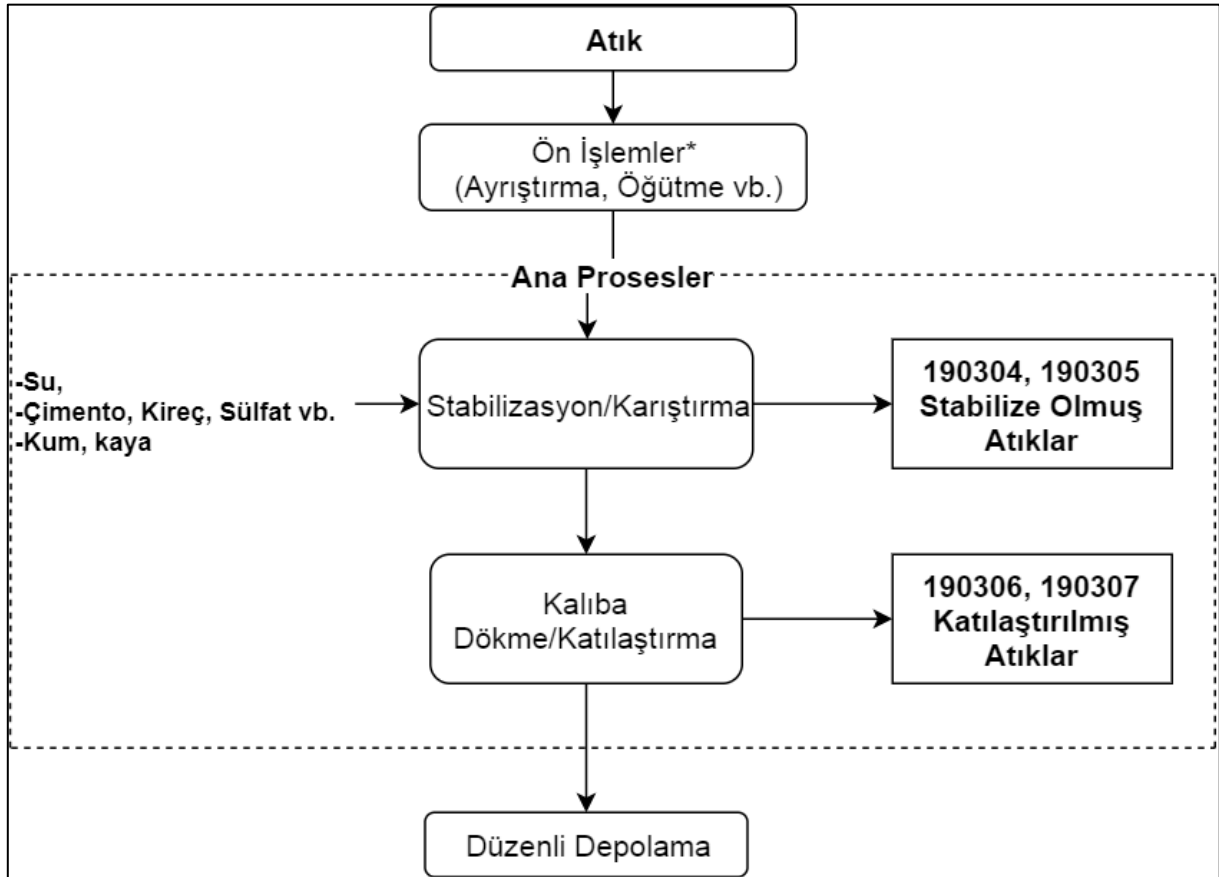 Atık
Ön İşlemler*
(Ayrıştırma, Öğütme vb.)
Ana Prosesler
-Su,
-Çimento, Kireç, Sülfat vb.
-Kum, kaya
Stabilizasyon/Karıştırma
190304, 190305
Stabilize Olmuş
Atıklar
Kalıba
Dökme/Katılaştırma
190306, 190307
Katılaştırılmış
Atıklar
Düzenli Depolama